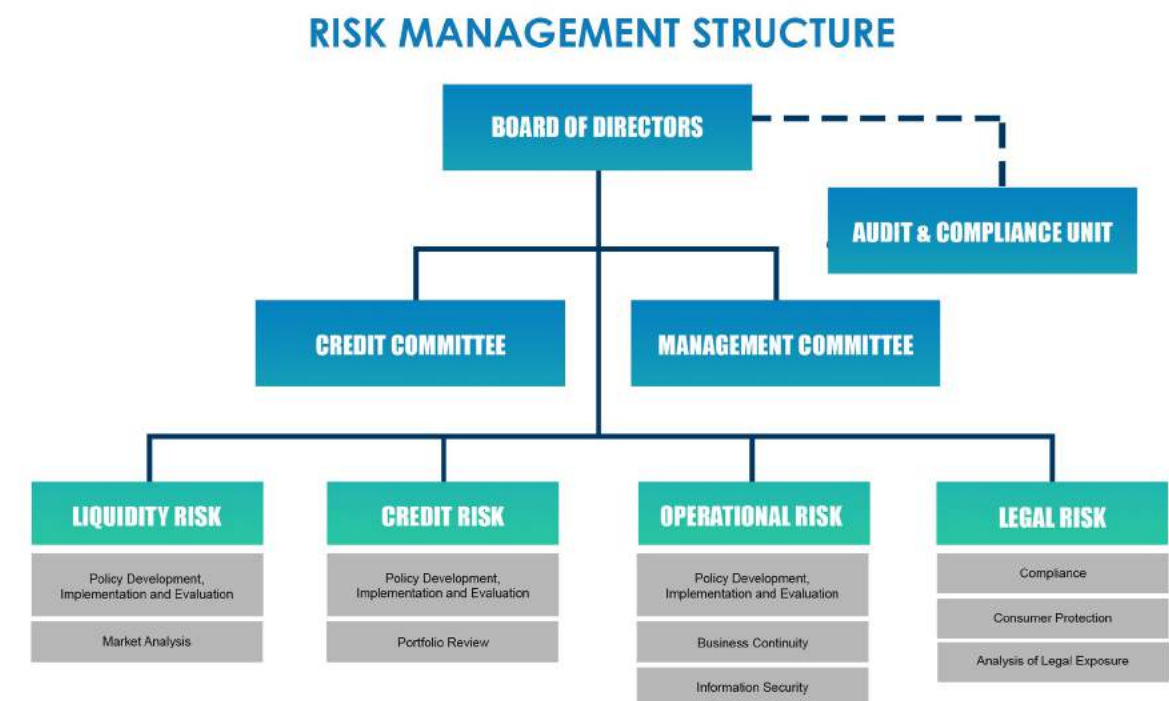 RISK MANAGEMENT STRUCTURE
BOARD OF DIRECTORS
AUDIT & COMPLIANCE UNIT
CREDIT COMMITTEE
MANAGEMENT COMMITTEE
LIQUIDITY RISK
Policy Development,
Implementation and Evaluation
Market Analysis
CREDIT RISK
Policy Development,
Implementation and Evaluation
Portfolio Review
OPERATIONAL RISK
Policy Development,
Implementation and Evaluation
Business Continuity
Information Security
LEGAL RISK
Compliance
Consumer Protection
Analysis of Legal Exposure